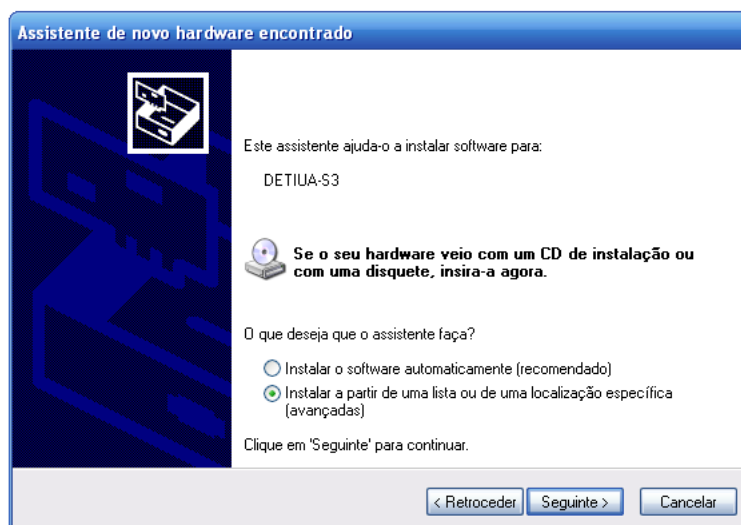 Assistente de novo hardware encontrado
Este assistente ajuda-o a instalar software para:
DETIUA-S3
Se o seu hardware veio com um CD de instalação ou
com uma disquete, insira-a agora.
O que deseja que o assistente faça?
Instalar o software automaticamente (recomendado)
Instalar a partir de uma lista ou de uma localização específica
(avançadas)
Clique em 'Seguinte' para continuar.
< Retroceder Seguinte > Cancelar